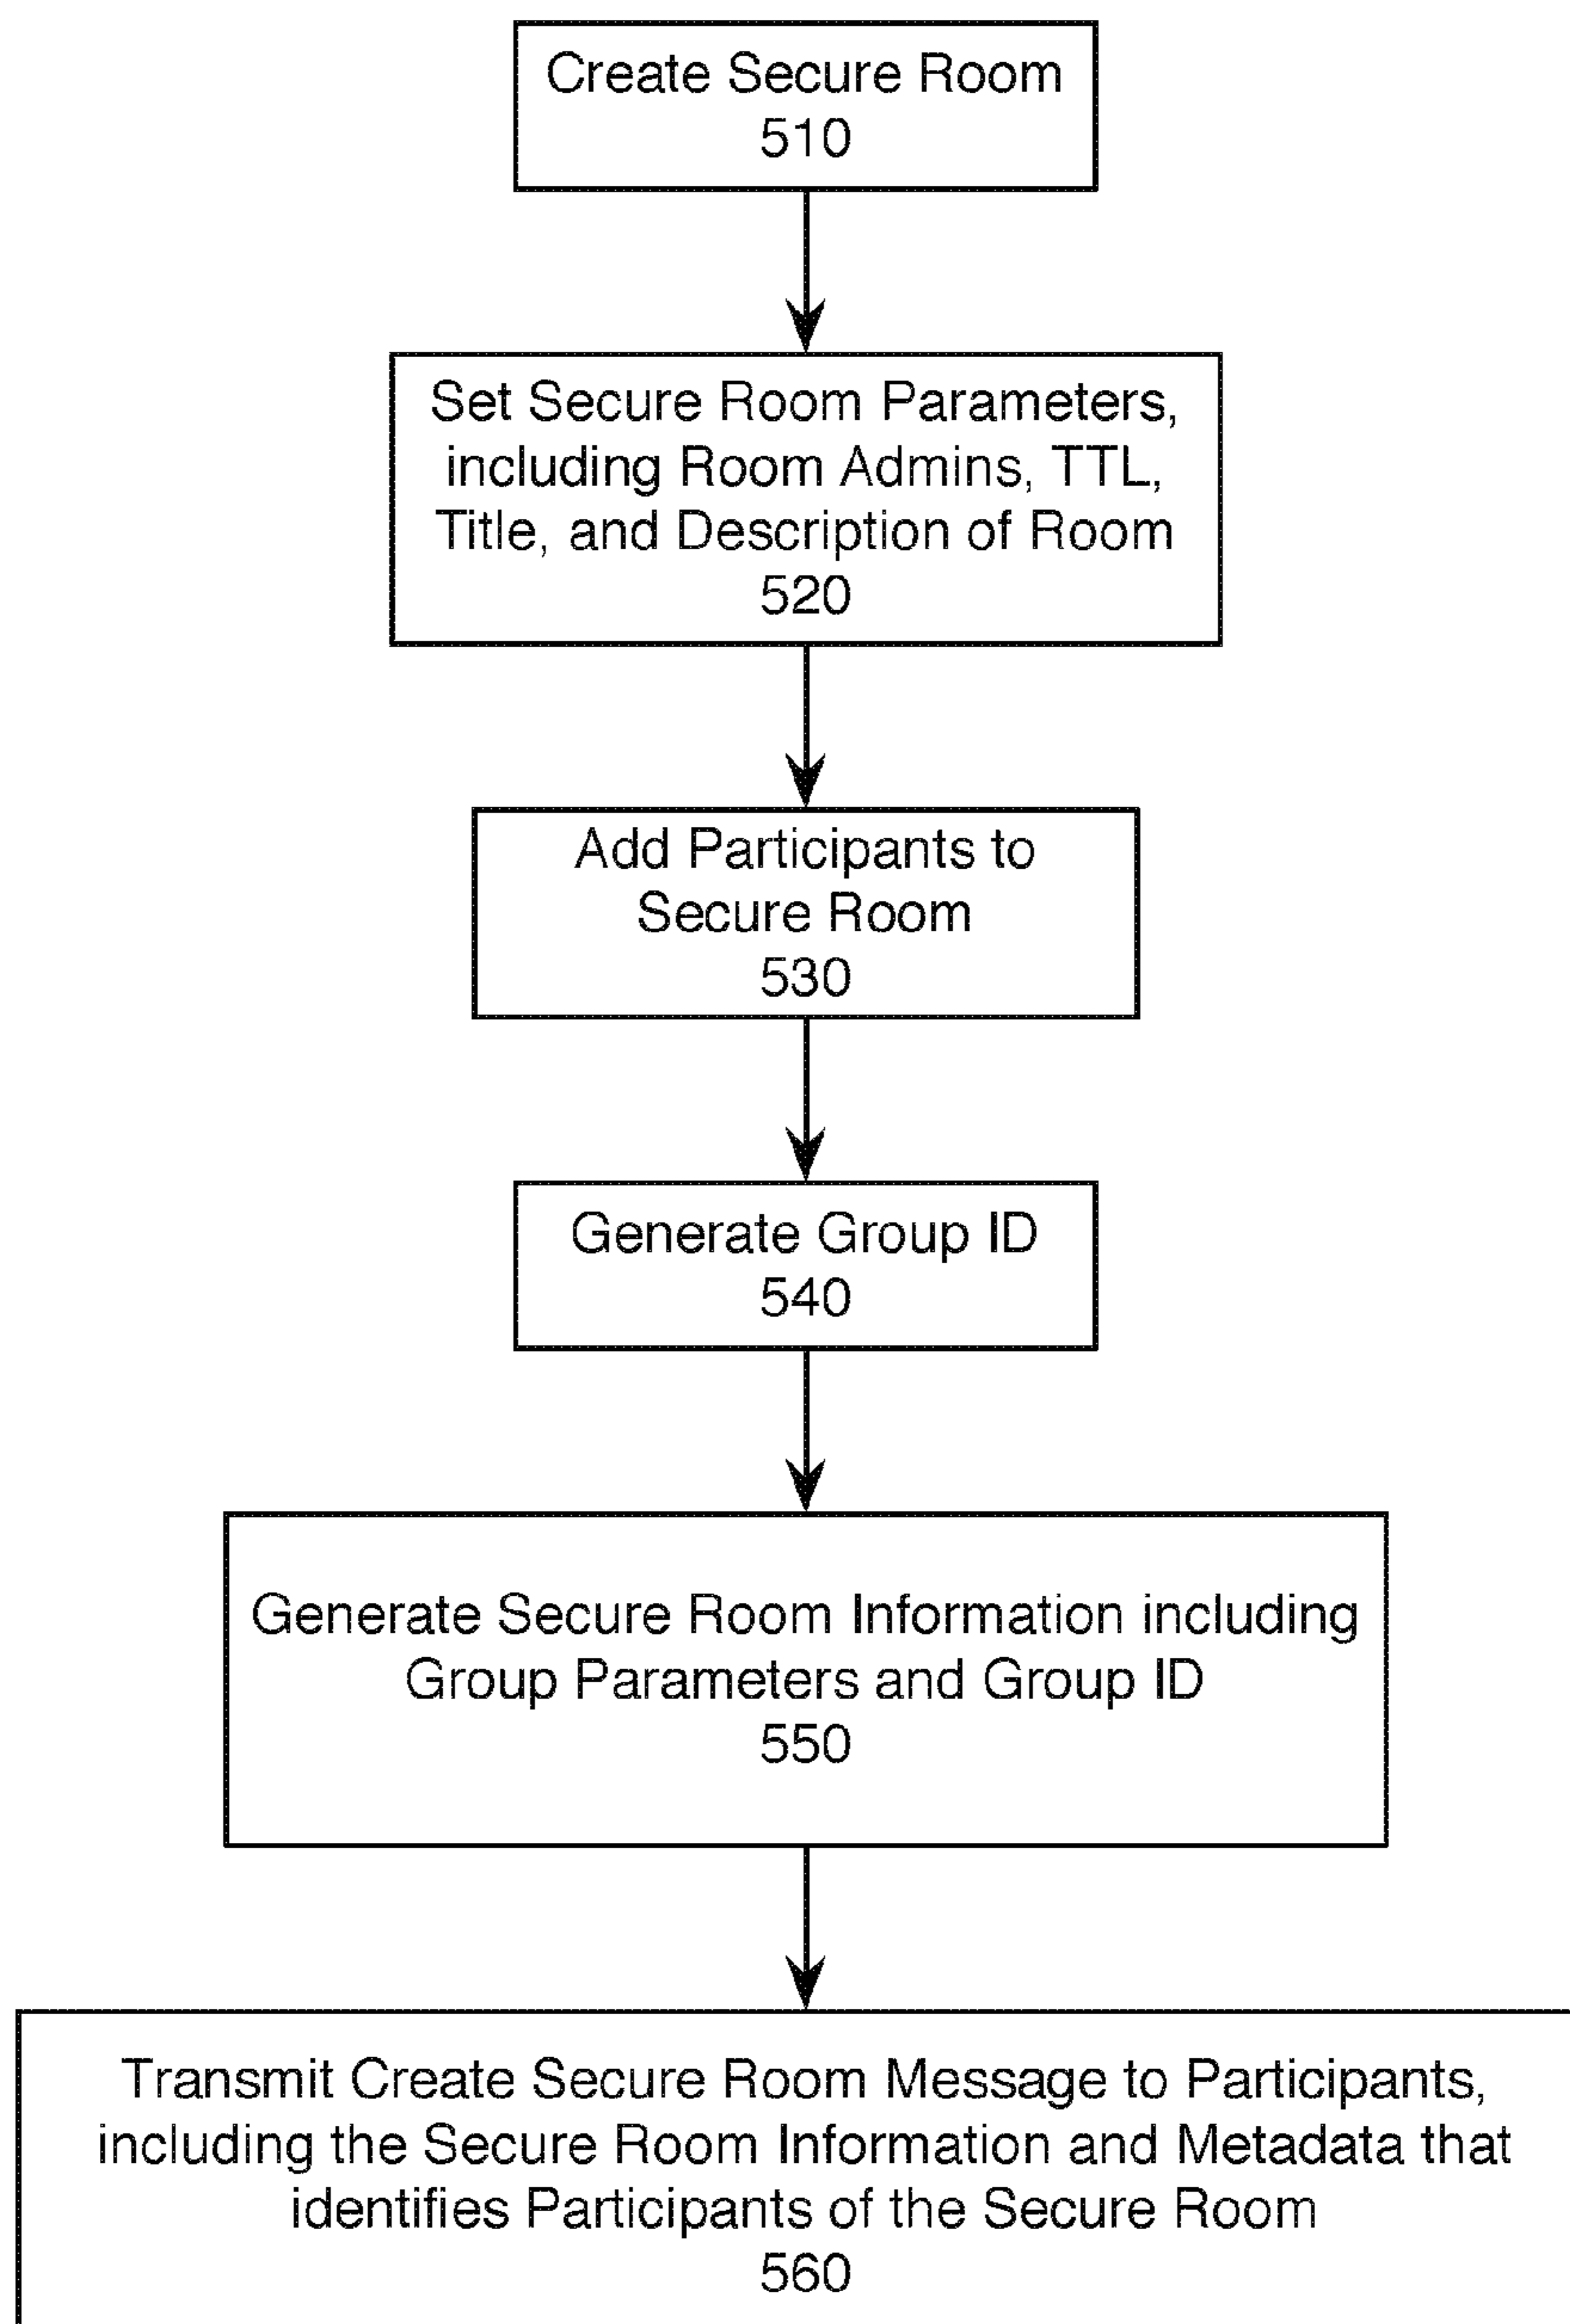 Create Secure Room
510
Set Secure Room Parameters,
including Room Admins, TTL,
Title, and Description of Room
520
Add Participants to
Secure Room
530
Generate Group ID
540
Generate Secure Room Information including
Group Parameters and Group ID
550
Transmit Create Secure Room Message to Participants,
including the Secure Room Information and Metadata that
identifies Participants of the Secure Room
560